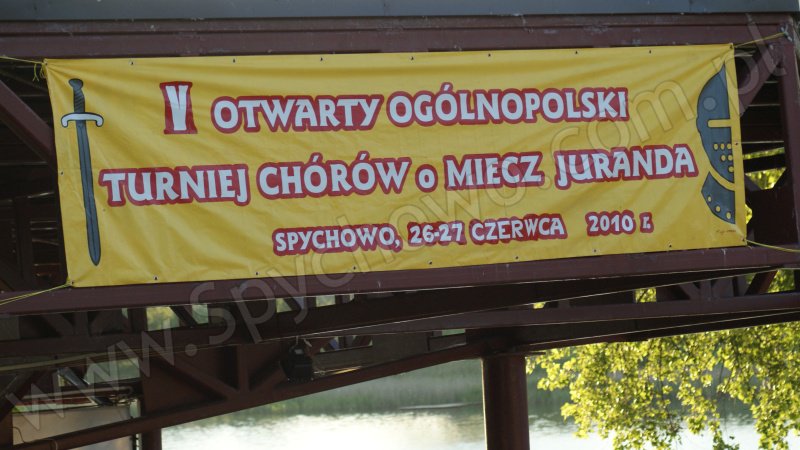 V OTWARTY OGÓLNOPOLSKI
TURNIEJ CHÓRÓW o MIECZ JURANDA
SPYCHOWO, 26-27 CZERWCA 2010 r.
www.Spychowo.com.pl